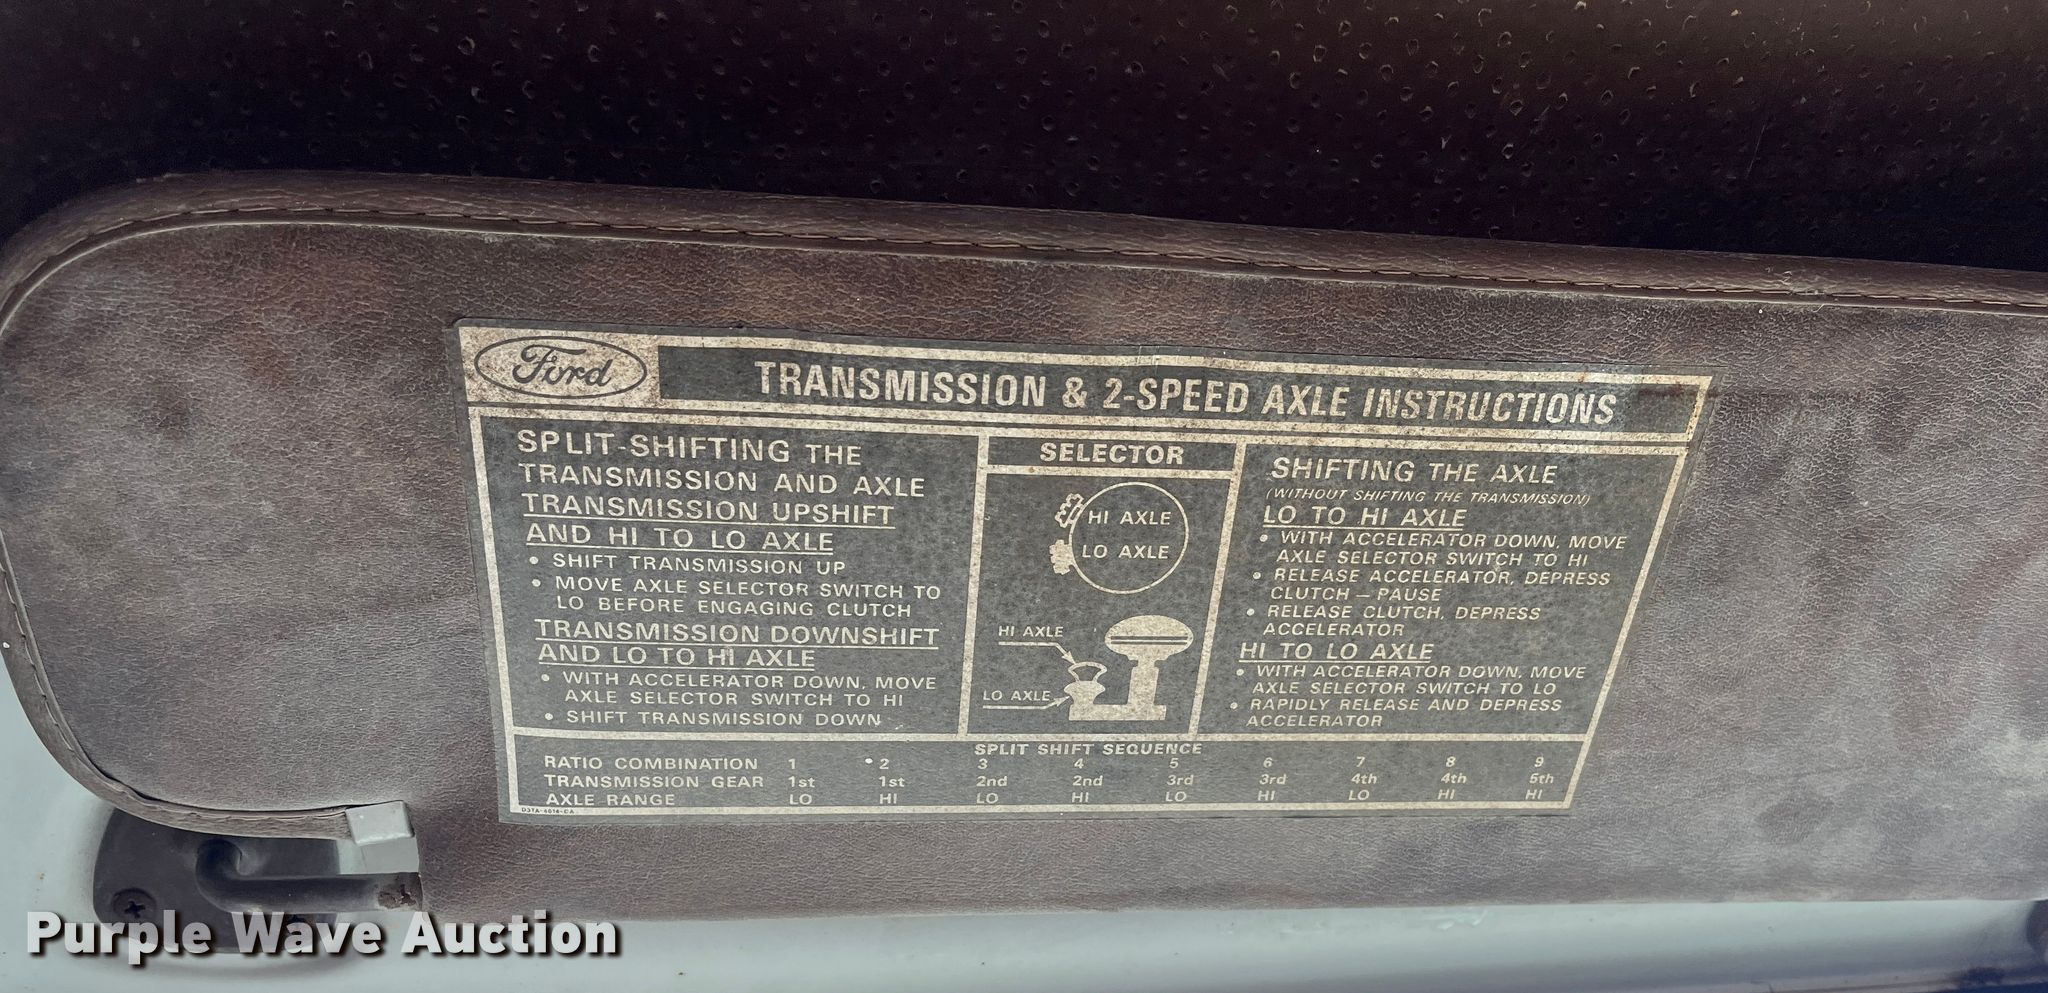 Ford
TRANSMISSION & 2-SPEED AXLE INSTRUCTIONS
SPLIT-SHIFTING THE
TRANSMISSION AND AXLE
TRANSMISSION UPSHIFT
AND HI TO LO AXLE
• SHIFT TRANSMISSION UP
• MOVE AXLE SELECTOR SWITCH TO
LO BEFORE ENGAGING CLUTCH
TRANSMISSION DOWNSHIFT
AND LO TO HI AXLE
• WITH ACCELERATOR DOWN, MOVE
AXLE SELECTOR SWITCH TO HI
• SHIFT TRANSMISSION DOWN
SELECTOR
HI AXLE
LO AXLE
HI AXLE
LO AXLE
SHIFTING THE AXLE
(WITHOUT SHIFTING THE TRANSMISSION)
LO TO HI AXLE
• WITH ACCELERATOR DOWN, MOVE
AXLE SELECTOR SWITCH TO HI
• RELEASE ACCELERATOR, DEPRESS
CLUTCH — PAUSE
• RELEASE CLUTCH, DEPRESS
ACCELERATOR
HI TO LO AXLE
• WITH ACCELERATOR DOWN, MOVE
AXLE SELECTOR SWITCH TO LO
• RAPIDLY RELEASE AND DEPRESS
ACCELERATOR
SPLIT SHIFT SEQUENCE
RATIO COMBINATION 1 2 3 4 5 6 7 8 9
TRANSMISSION GEAR 1st 1st 2nd 2nd 3rd 3rd 4th 4th 5th
AXLE RANGE LO HI LO HI LO HI LO HI HI
Purple Wave Auction